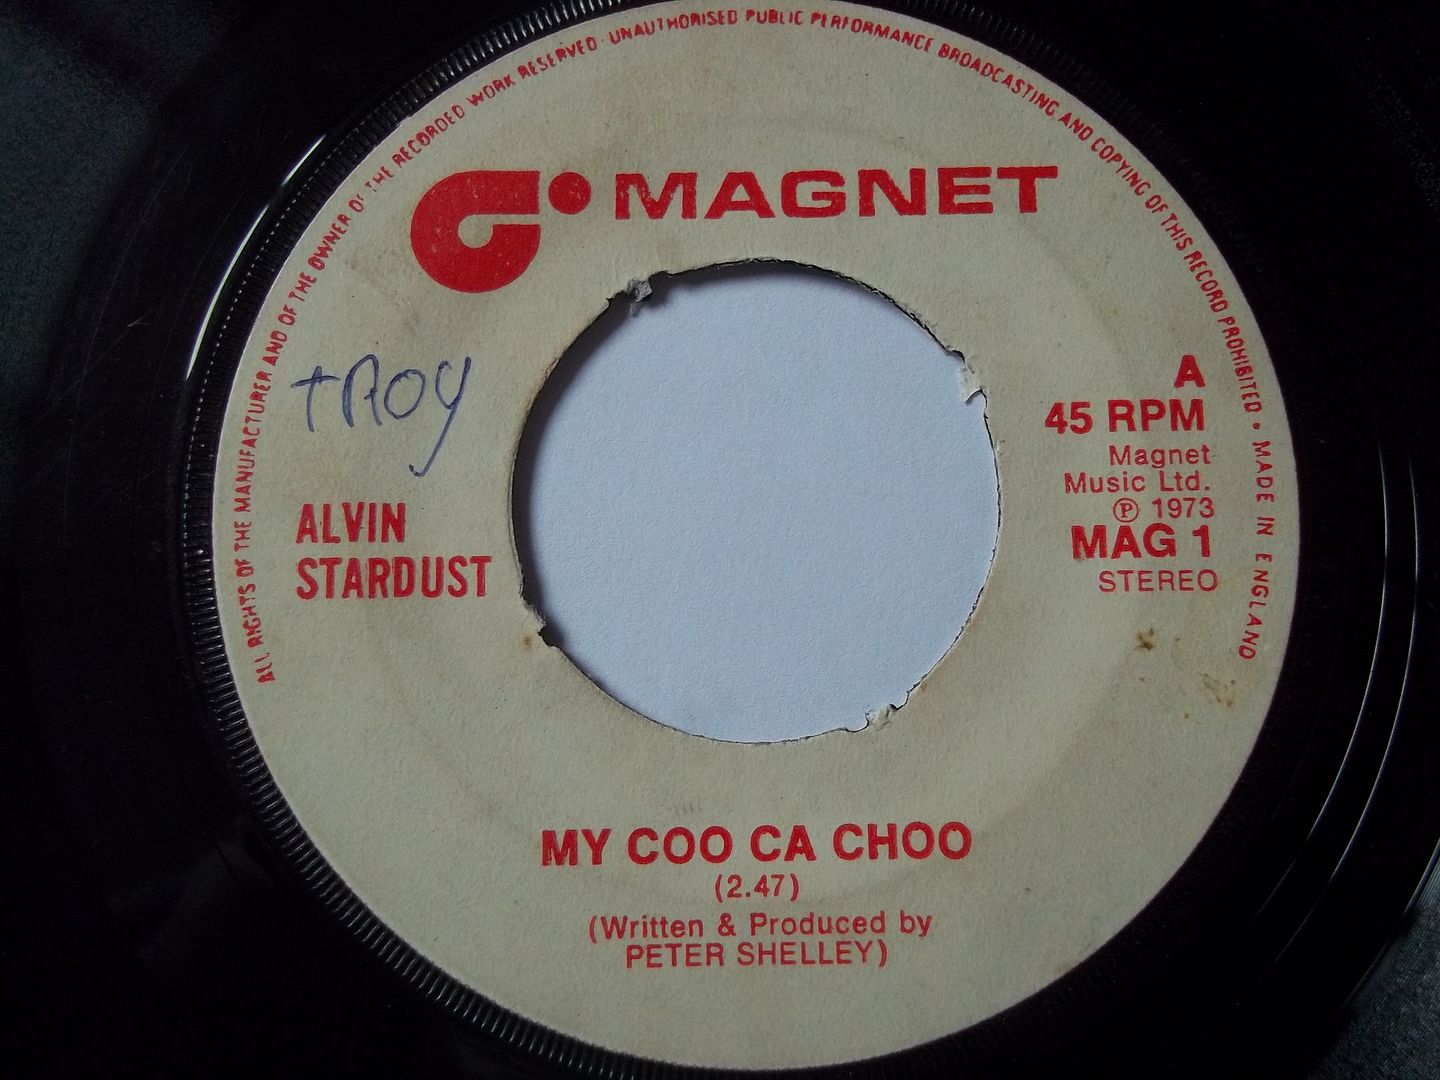 ALL RIGHTS OF THE MANUFACTURER AND OF THE OWNER OF THE RECORDED WORK RESERVED · UNAUTHORISED PUBLIC PERFORMANCE BROADCASTING AND COPYING OF THIS RECORD PROHIBITED • MADE IN ENGLAND
MAGNET
troy
ALVIN
STARDUST
A
45 RPM
Magnet
Music Ltd.
℗ 1973
MAG 1
STEREO
MY COO CA CHOO
(2.47)
(Written & Produced by
PETER SHELLEY)